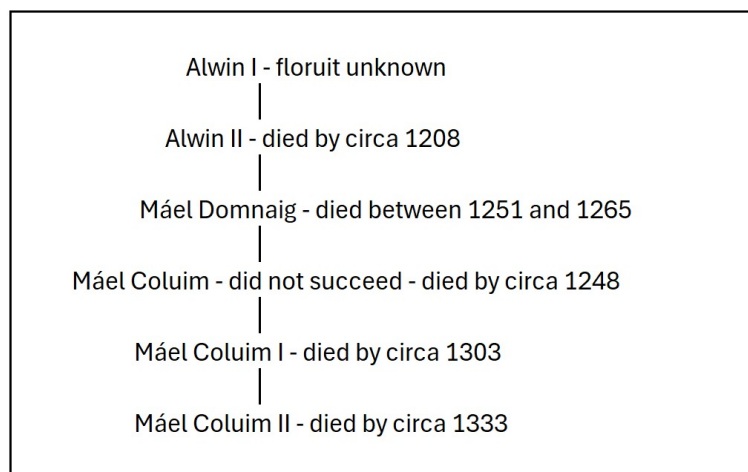 Alwin I - floruit unknown
Alwin II - died by circa 1208
Máel Domnaig - died between 1251 and 1265
Máel Coluim - did not succeed - died by circa 1248
Máel Coluim I - died by circa 1303
Máel Coluim II - died by circa 1333